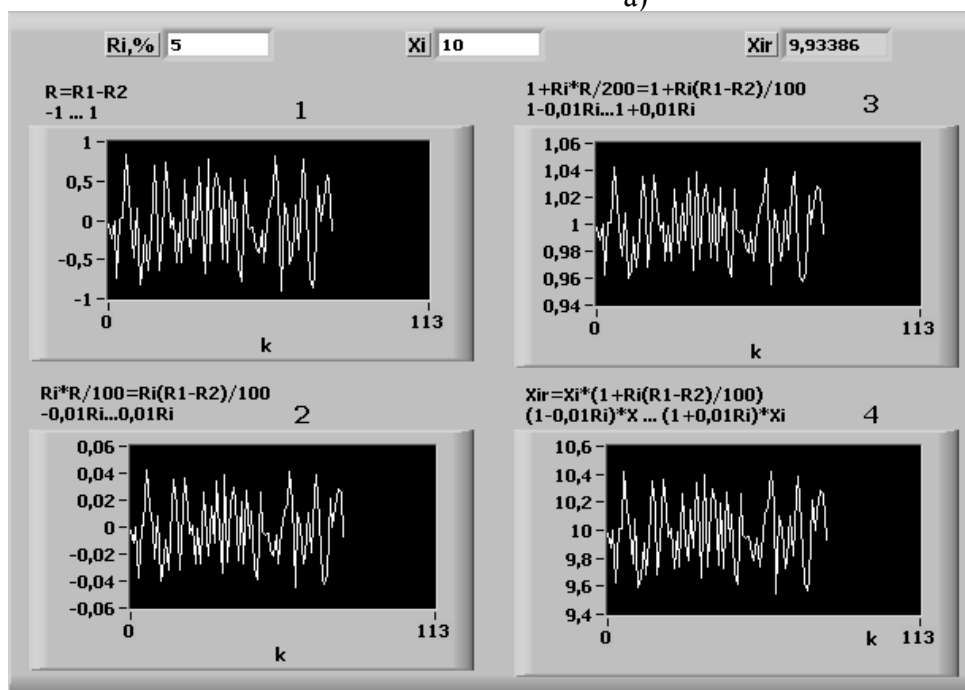 a)
Ri,% 5 Xi 10 Xir 9,93386
R=R1-R2
-1 ... 1
1
1
0,5
0
-0,5
-1
0 113
k
1+Ri*R/200=1+Ri(R1-R2)/100
1-0,01Ri...1+0,01Ri
3
1,06
1,04
1,02
1
0,98
0,96
0,94
0 113
k
Ri*R/100=Ri(R1-R2)/100
-0,01Ri...0,01Ri
2
0,06
0,04
0,02
0
-0,02
-0,04
-0,06
0 113
k
Xir=Xi*(1+Ri(R1-R2)/100)
(1-0,01Ri)*X ... (1+0,01Ri)*Xi
4
10,6
10,4
10,2
10
9,8
9,6
9,4
0 k 113